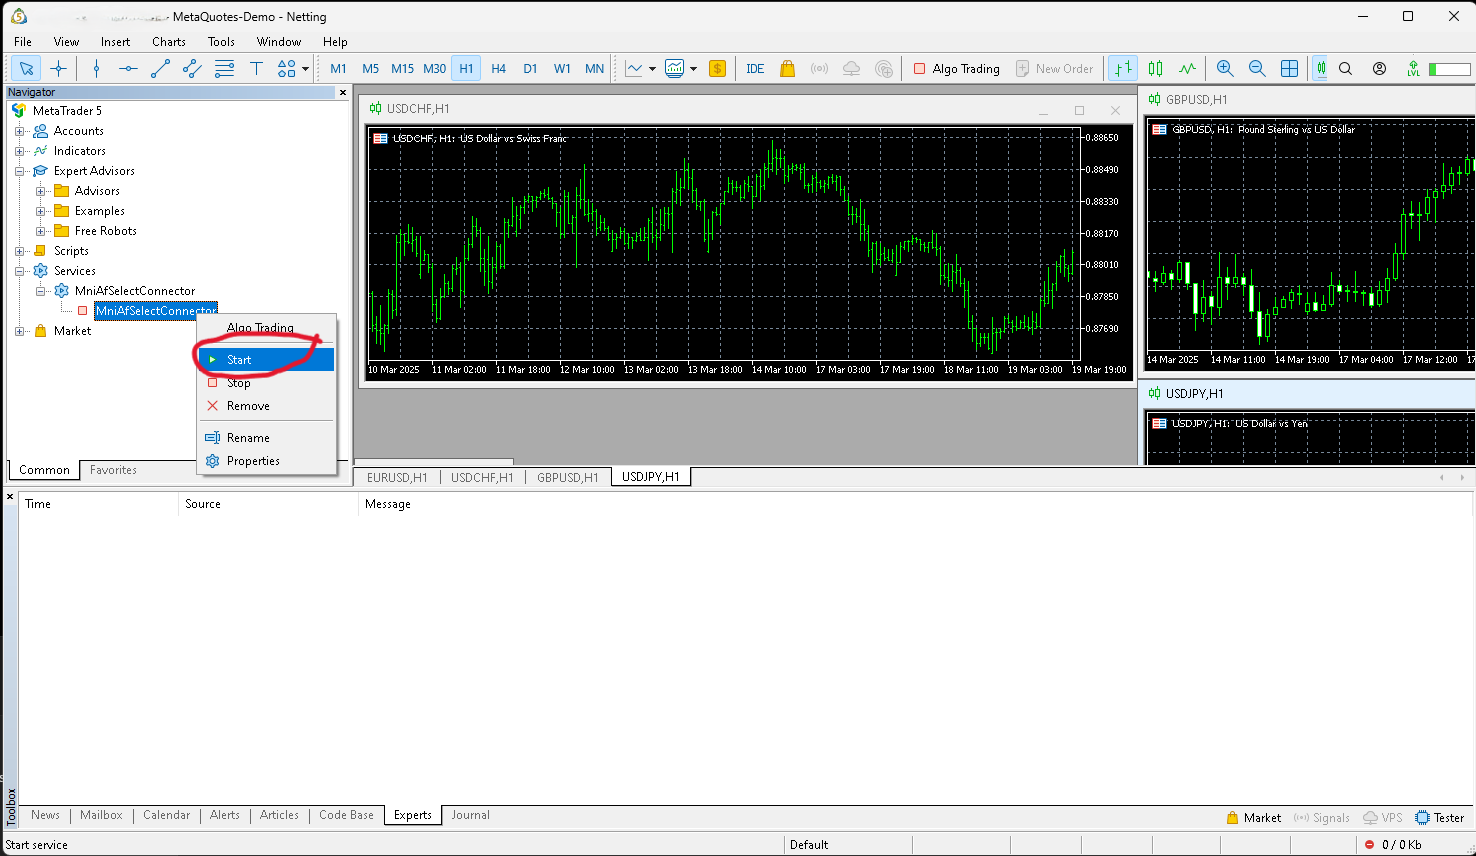 - MetaQuotes-Demo - Netting
File View Insert Charts Tools Window Help
M1 M5 M15 M30 H1 H4 D1 W1 MN IDE Algo Trading New Order LVL
Navigator
MetaTrader 5
Accounts
Indicators
Expert Advisors
Advisors
Examples
Free Robots
Scripts
Services
MniAfSelectConnector
MniAfSelectConnector
Market
Algo Trading
Start
Stop
Remove
Rename
Properties
Common Favorites
USDCHF,H1
USDCHF, H1: US Dollar vs Swiss Franc
0.88650
0.88490
0.88330
0.88170
0.88010
0.87850
0.87690
10 Mar 2025 11 Mar 02:00 11 Mar 18:00 12 Mar 10:00 13 Mar 02:00 13 Mar 18:00 14 Mar 10:00 17 Mar 03:00 17 Mar 19:00 18 Mar 11:00 19 Mar 03:00 19 Mar 19:00
GBPUSD,H1
GBPUSD, H1: Pound Sterling vs US Dollar
14 Mar 2025 14 Mar 11:00 14 Mar 19:00 17 Mar 04:00 17 Mar 12:00 17
USDJPY,H1
USDJPY, H1: US Dollar vs Yen
EURUSD,H1 USDCHF,H1 GBPUSD,H1 USDJPY,H1
Time Source Message
Toolbox
News Mailbox Calendar Alerts Articles Code Base Experts Journal
Market Signals VPS Tester
Start service Default 0 / 0 Kb